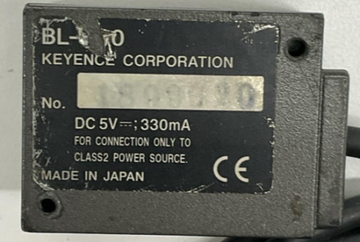 KEYENCE CORPORATION
No.
DC 5V⎓; 330mA
FOR CONNECTION ONLY TO
CLASS2 POWER SOURCE.
MADE IN JAPAN CE